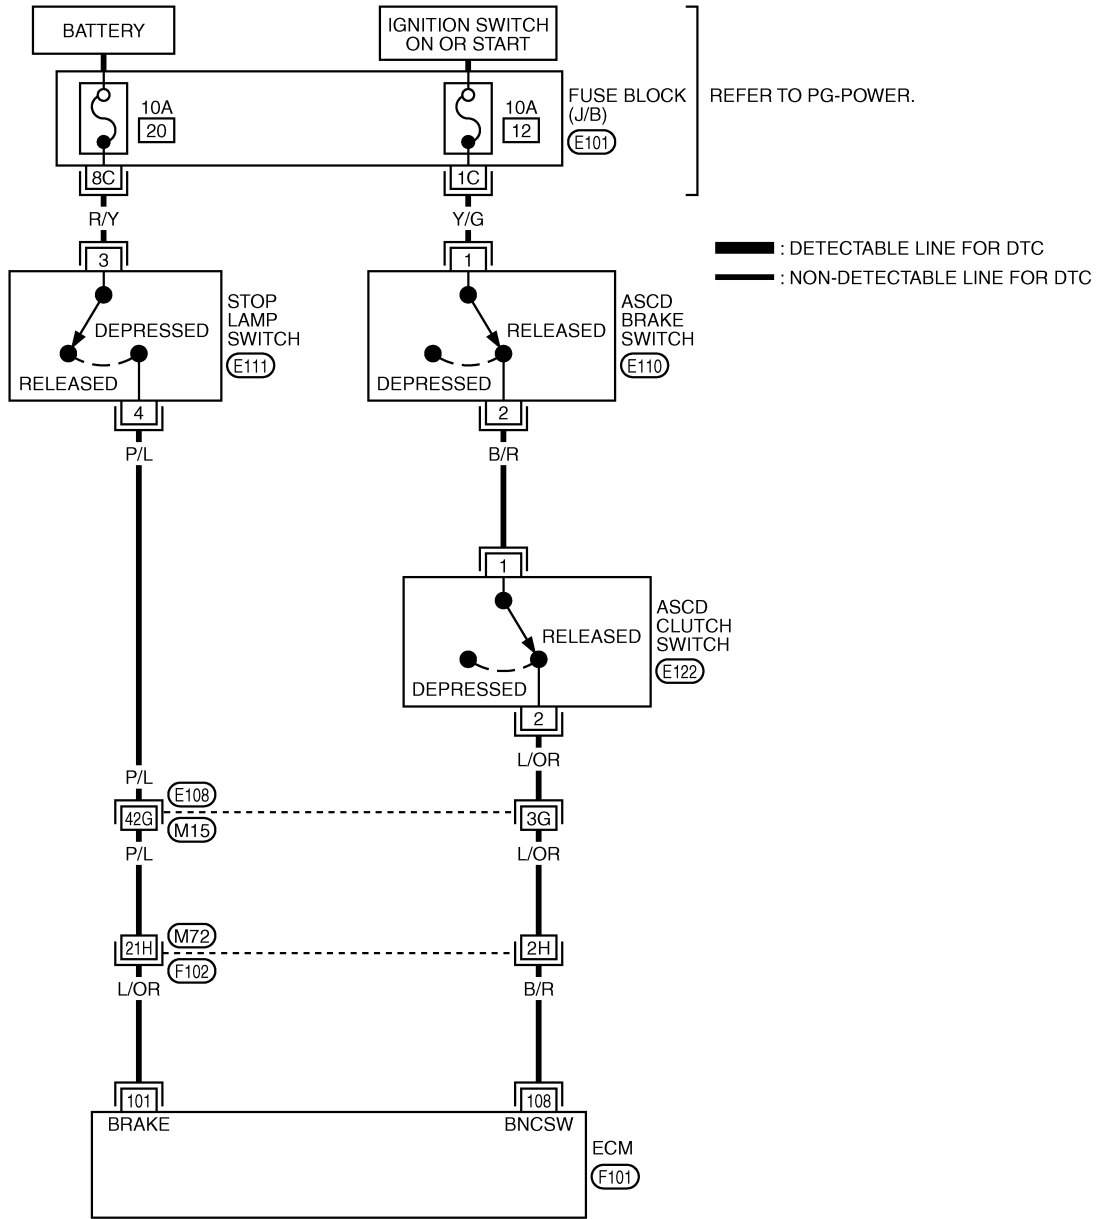 BATTERY
IGNITION SWITCH
ON OR START
10A
20
10A
12
FUSE BLOCK
(J/B)
E101
REFER TO PG-POWER.
8C
1C
R/Y
Y/G
: DETECTABLE LINE FOR DTC
: NON-DETECTABLE LINE FOR DTC
3
1
DEPRESSED
RELEASED
STOP
LAMP
SWITCH
E111
RELEASED
DEPRESSED
ASCD
BRAKE
SWITCH
E110
4
2
P/L
B/R
1
RELEASED
DEPRESSED
ASCD
CLUTCH
SWITCH
E122
2
L/OR
P/L
E108
42G
M15
3G
P/L
L/OR
M72
21H
F102
2H
L/OR
B/R
101
108
BRAKE
BNCSW
ECM
F101